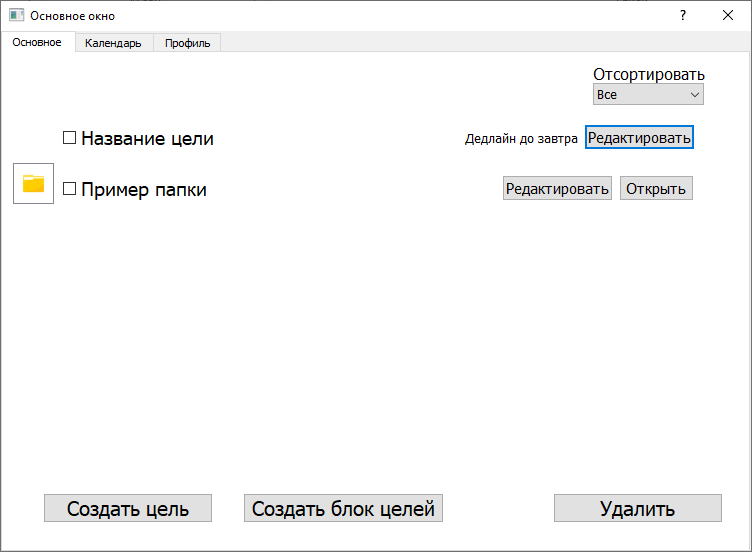 Основное окно
?
Основное Календарь Профиль
Отсортировать
Все
Название цели Дедлайн до завтра Редактировать
Пример папки Редактировать Открыть
Создать цель Создать блок целей Удалить